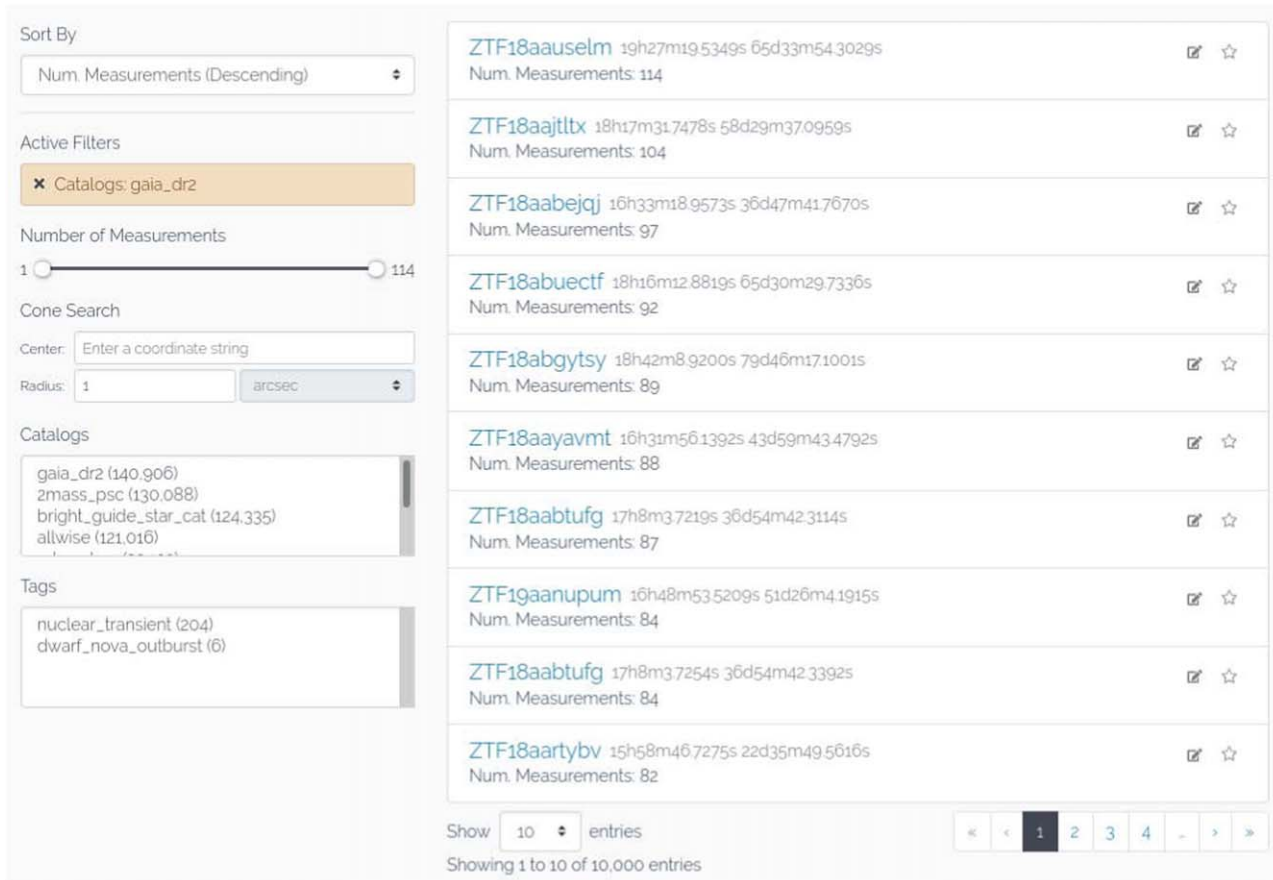 Sort By
Num. Measurements (Descending)
Active Filters
× Catalogs: gaia_dr2
Number of Measurements
1 114
Cone Search
Center: Enter a coordinate string
Radius: 1 arcsec
Catalogs
gaia_dr2 (140,906)
2mass_psc (130,088)
bright_guide_star_cat (124,335)
allwise (121,016)
Tags
nuclear_transient (204)
dwarf_nova_outburst (6)
ZTF18aauselm 19h27m19.5349s 65d33m54.3029s
Num. Measurements: 114
ZTF18aajtltx 18h17m31.7478s 58d29m37.0959s
Num. Measurements: 104
ZTF18aabejqj 16h33m18.9573s 36d47m41.7670s
Num. Measurements: 97
ZTF18abuectf 18h16m12.8819s 65d30m29.7336s
Num. Measurements: 92
ZTF18abgytsy 18h42m8.9200s 79d46m17.1001s
Num. Measurements: 89
ZTF18aayavmt 16h31m56.1392s 43d59m43.4792s
Num. Measurements: 88
ZTF18aabtufg 17h8m3.7219s 36d54m42.3114s
Num. Measurements: 87
ZTF19aanupum 16h48m53.5209s 51d26m4.1915s
Num. Measurements: 84
ZTF18aabtufg 17h8m3.7254s 36d54m42.3392s
Num. Measurements: 84
ZTF18aartybv 15h58m46.7275s 22d35m49.5616s
Num. Measurements: 82
Show 10 entries
« ‹ 1 2 3 4 … › »
Showing 1 to 10 of 10,000 entries